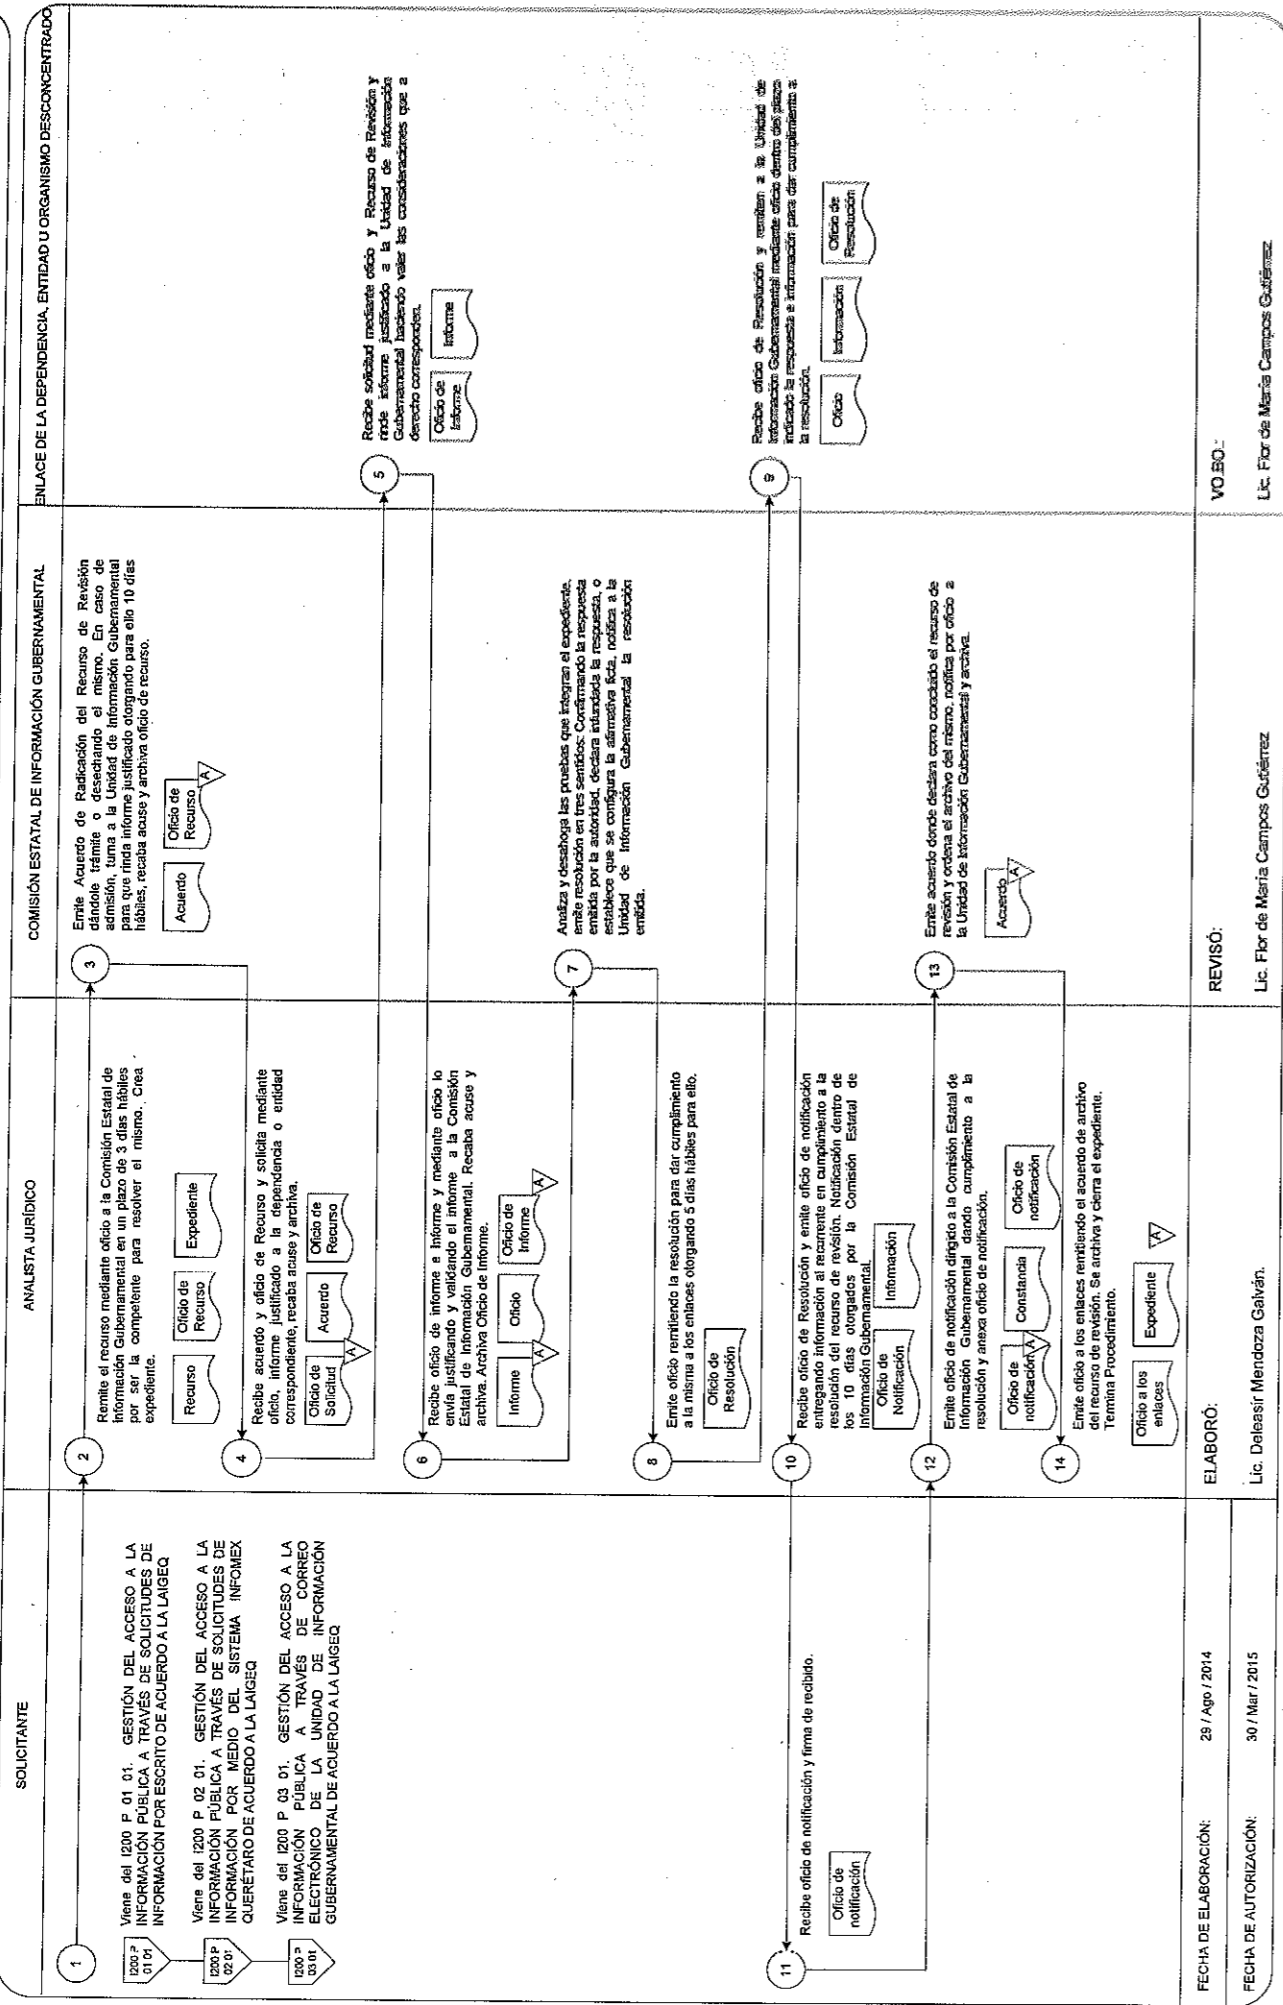 SOLICITANTE
ANALISTA JURÍDICO
COMISIÓN ESTATAL DE INFORMACIÓN GUBERNAMENTAL
ENLACE DE LA DEPENDENCIA, ENTIDAD U ORGANISMO DESCONCENTRADO
1
I200 P
01 01
Viene del I200 P 01 01. GESTIÓN DEL ACCESO A LA
INFORMACIÓN PÚBLICA A TRAVÉS DE SOLICITUDES DE
INFORMACIÓN POR ESCRITO DE ACUERDO A LA LAIGEQ
I200 P
02 01
Viene del I200 P 02 01. GESTIÓN DEL ACCESO A LA
INFORMACIÓN PÚBLICA A TRAVÉS DE SOLICITUDES DE
INFORMACIÓN POR MEDIO DEL SISTEMA INFOMEX
QUERÉTARO DE ACUERDO A LA LAIGEQ
I200 P
03 01
Viene del I200 P 03 01. GESTIÓN DEL ACCESO A LA
INFORMACIÓN PÚBLICA A TRAVÉS DE CORREO
ELECTRÓNICO DE LA UNIDAD DE INFORMACIÓN
GUBERNAMENTAL DE ACUERDO A LA LAIGEQ
2
Remite el recurso mediante oficio a la Comisión Estatal de
Información Gubernamental en un plazo de 3 días hábiles
por ser la competente para resolver el mismo. Crea
expediente.
Recurso
Oficio de
Recurso
Expediente
3
Emite Acuerdo de Radicación del Recurso de Revisión
dándole trámite o desechando el mismo. En caso de
admisión, turna a la Unidad de Información Gubernamental
para que rinda informe justificado otorgando para ello 10 días
hábiles, recaba acuse y archiva oficio de recurso.
Acuerdo
Oficio de
Recurso
A
4
Recibe acuerdo y oficio de Recurso y solicita mediante
oficio, informe justificado a la dependencia o entidad
correspondiente, recaba acuse y archiva.
Oficio de
Solicitud
A
Acuerdo
Oficio de
Recurso
5
Recibe solicitud mediante oficio y Recurso de Revisión y
rinde informe justificado a la Unidad de Información
Gubernamental haciendo valer las consideraciones que a
derecho corresponden.
Oficio de
Informe
Informe
6
Recibe oficio de informe e Informe y mediante oficio lo
envía justificando y validando el informe a la Comisión
Estatal de Información Gubernamental. Recaba acuse y
archiva. Archiva Oficio de Informe.
Informe
A
Oficio
Oficio de
Informe
A
7
Analiza y desahoga las pruebas que integran el expediente,
emite resolución en tres sentidos: Confirmando la respuesta
emitida por la autoridad, declara infundada la respuesta, o
establece que se configura la afirmativa ficta, notifica a la
Unidad de Información Gubernamental la resolución
emitida.
8
Emite oficio remitiendo la resolución para dar cumplimiento
a la misma a los enlaces otorgando 5 días hábiles para ello.
Oficio de
Resolución
9
Recibe oficio de Resolución y remiten a la Unidad de
Información Gubernamental mediante oficio dentro del plazo
indicado la respuesta e información para dar cumplimiento a
la resolución.
Oficio
Información
Oficio de
Resolución
10
Recibe oficio de Resolución y emite oficio de notificación
entregando información al recurrente en cumplimiento a la
resolución del recurso de revisión. Notificación dentro de
los 10 días otorgados por la Comisión Estatal de
Información Gubernamental.
Oficio de
Notificación
Información
11
Recibe oficio de notificación y firma de recibido.
Oficio de
notificación
12
Emite oficio de notificación dirigido a la Comisión Estatal de
Información Gubernamental dando cumplimiento a la
resolución y anexa oficio de notificación.
Oficio de
notificación
A
Constancia
Oficio de
notificación
13
Emite acuerdo donde declara como concluido el recurso de
revisión y ordena el archivo del mismo, notifica por oficio a
la Unidad de Información Gubernamental y archiva.
Acuerdo
A
14
Emite oficio a los enlaces remitiendo el acuerdo de archivo
del recurso de revisión. Se archiva y cierra el expediente.
Termina Procedimiento.
Oficio a los
enlaces
Expediente
A
FECHA DE ELABORACIÓN:
29 / Ago / 2014
FECHA DE AUTORIZACIÓN:
30 / Mar / 2015
ELABORÓ:
Lic. Deleasir Mendoza Galván.
REVISÓ:
Lic. Flor de María Campos Gutiérrez
VO.BO.:
Lic. Flor de María Campos Gutiérrez